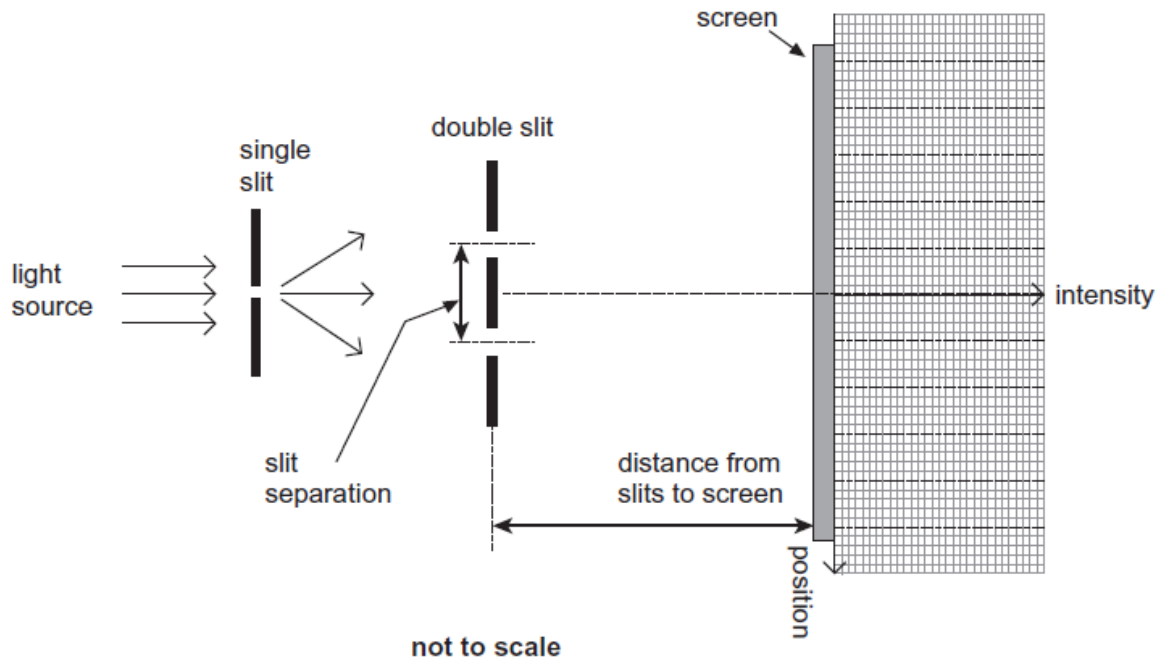 screen
double slit
single
slit
light
source
intensity
slit
separation
distance from
slits to screen
position
not to scale